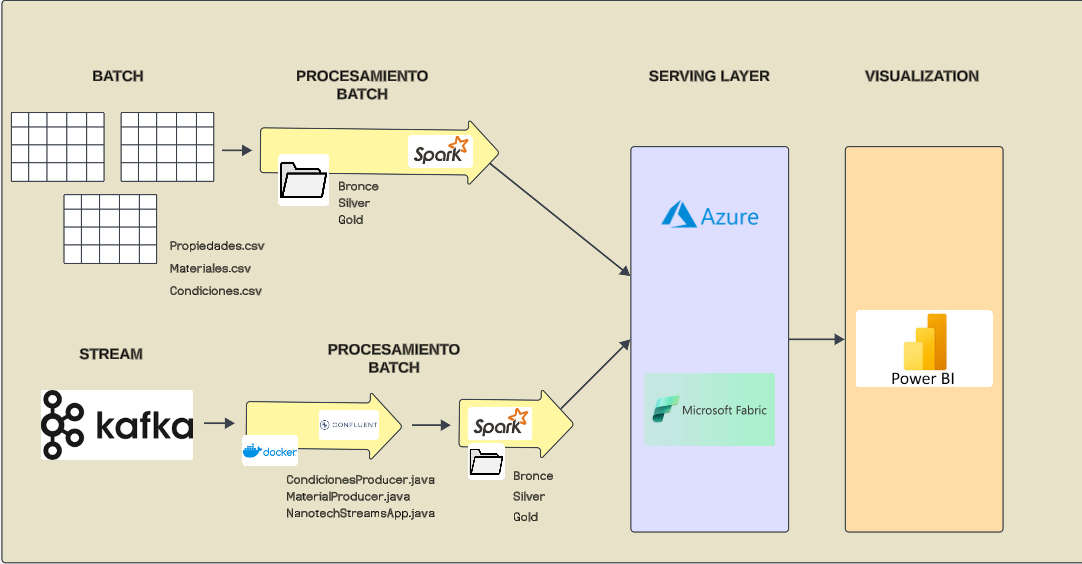 BATCH
PROCESAMIENTO
BATCH
SERVING LAYER
VISUALIZATION
Spark
Bronce
Silver
Gold
Azure
Propiedades.csv
Materiales.csv
Condiciones.csv
STREAM
PROCESAMIENTO
BATCH
kafka
CONFLUENT
docker
Spark
CondicionesProducer.java
MaterialProducer.java
NanotechStreamsApp.java
Bronce
Silver
Gold
Microsoft Fabric
Power BI